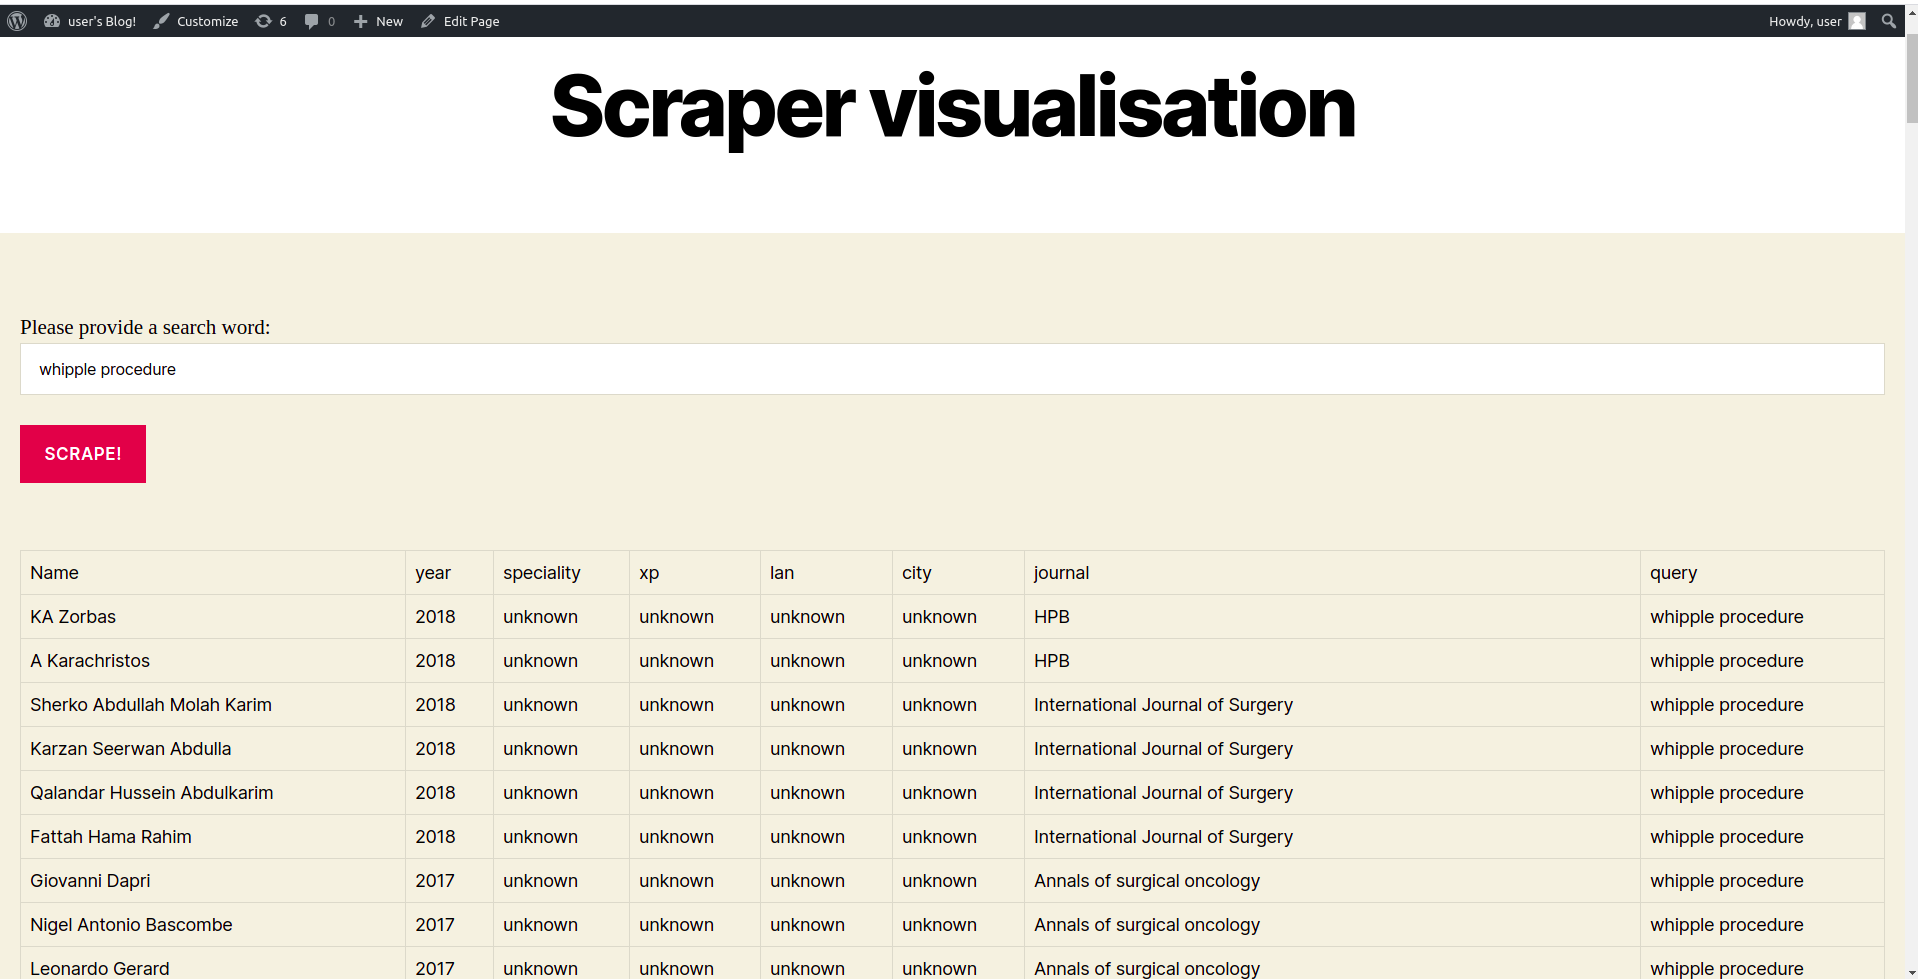 user's Blog! Customize 6 0 New Edit Page Howdy, user
Scraper visualisation
Please provide a search word:
whipple procedure
SCRAPE!
Name year speciality xp lan city journal query
KA Zorbas 2018 unknown unknown unknown unknown HPB whipple procedure
A Karachristos 2018 unknown unknown unknown unknown HPB whipple procedure
Sherko Abdullah Molah Karim 2018 unknown unknown unknown unknown International Journal of Surgery whipple procedure
Karzan Seerwan Abdulla 2018 unknown unknown unknown unknown International Journal of Surgery whipple procedure
Qalandar Hussein Abdulkarim 2018 unknown unknown unknown unknown International Journal of Surgery whipple procedure
Fattah Hama Rahim 2018 unknown unknown unknown unknown International Journal of Surgery whipple procedure
Giovanni Dapri 2017 unknown unknown unknown unknown Annals of surgical oncology whipple procedure
Nigel Antonio Bascombe 2017 unknown unknown unknown unknown Annals of surgical oncology whipple procedure
Leonardo Gerard 2017 unknown unknown unknown unknown Annals of surgical oncology whipple procedure